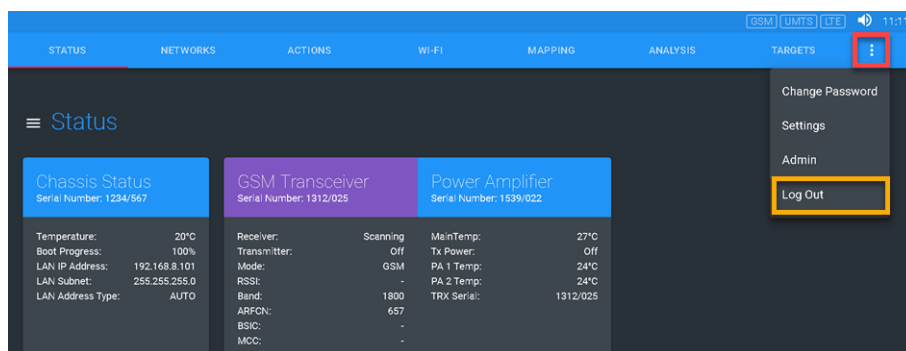 GSM UMTS LTE
STATUS NETWORKS ACTIONS WI-FI MAPPING ANALYSIS TARGETS
Status
Change Password
Settings
Admin
Log Out
Chassis Status
Serial Number: 1234/567
Temperature: 20°C
Boot Progress: 100%
LAN IP Address: 192.168.8.101
LAN Subnet: 255.255.255.0
LAN Address Type: AUTO
GSM Transceiver
Serial Number: 1312/025
Receiver: Scanning
Transmitter: Off
Mode: GSM
RSSI: -
Band: 1800
ARFCN: 657
BSIC: -
MCC: -
Power Amplifier
Serial Number: 1539/022
MainTemp: 27°C
Tx Power: Off
PA 1 Temp: 24°C
PA 2 Temp: 24°C
TRX Serial: 1312/025